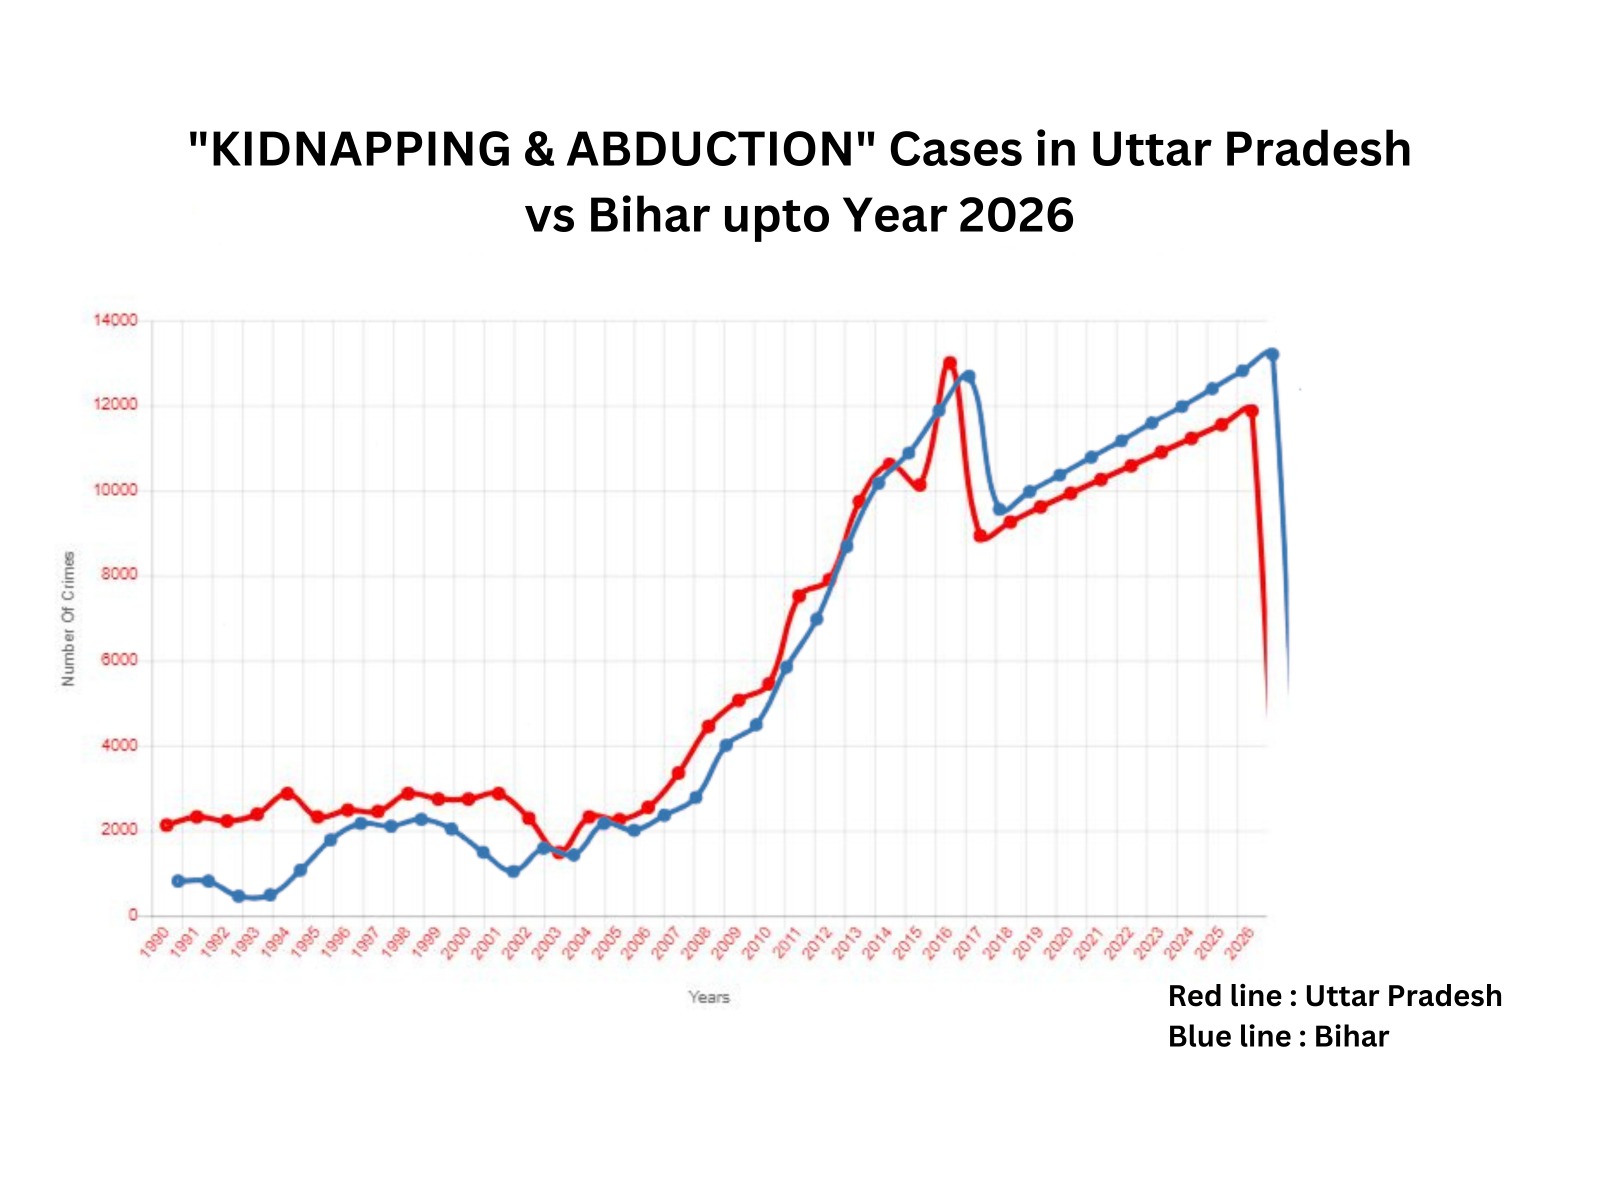 "KIDNAPPING & ABDUCTION" Cases in Uttar Pradesh
vs Bihar upto Year 2026
14000
12000
10000
8000
6000
4000
2000
0
Number Of Crimes
1990 1991 1992 1993 1994 1995 1996 1997 1998 1999 2000 2001 2002 2003 2004 2005 2006 2007 2008 2009 2010 2011 2012 2013 2014 2015 2016 2017 2018 2019 2020 2021 2022 2023 2024 2025 2026
Years
Red line : Uttar Pradesh
Blue line : Bihar